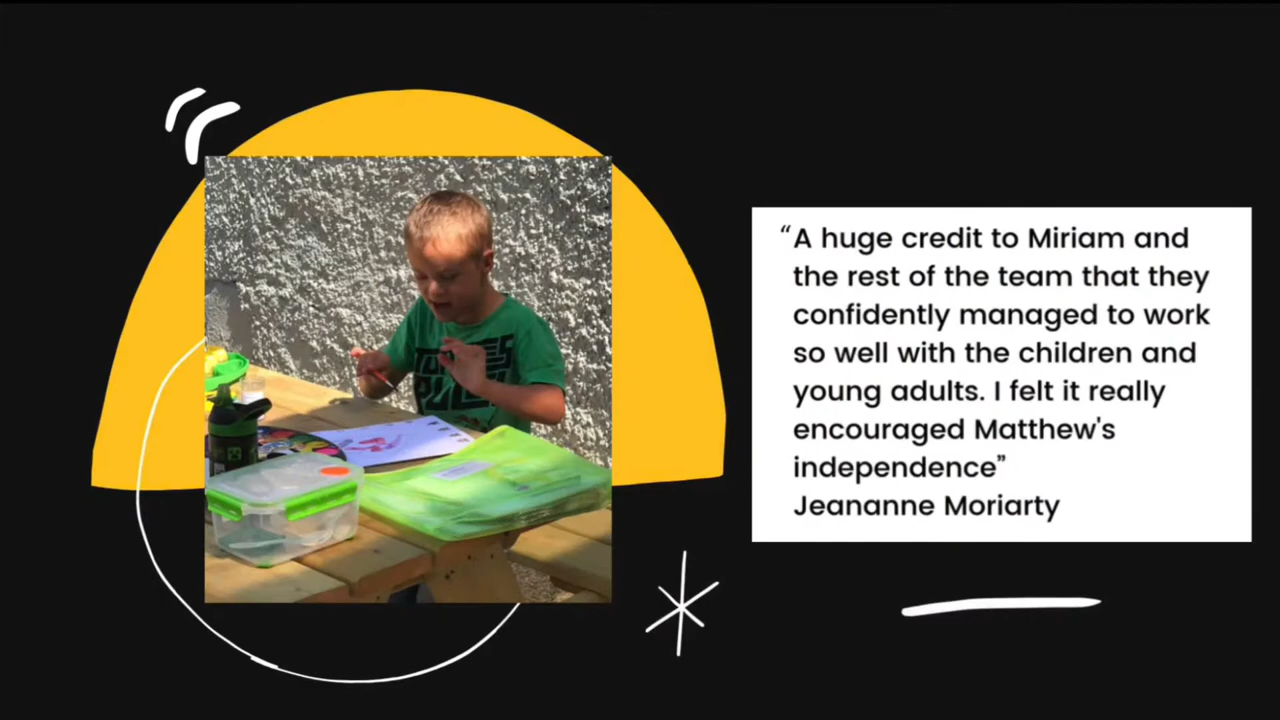 “A huge credit to Miriam and
the rest of the team that they
confidently managed to work
so well with the children and
young adults. I felt it really
encouraged Matthew's
independence”
Jeananne Moriarty